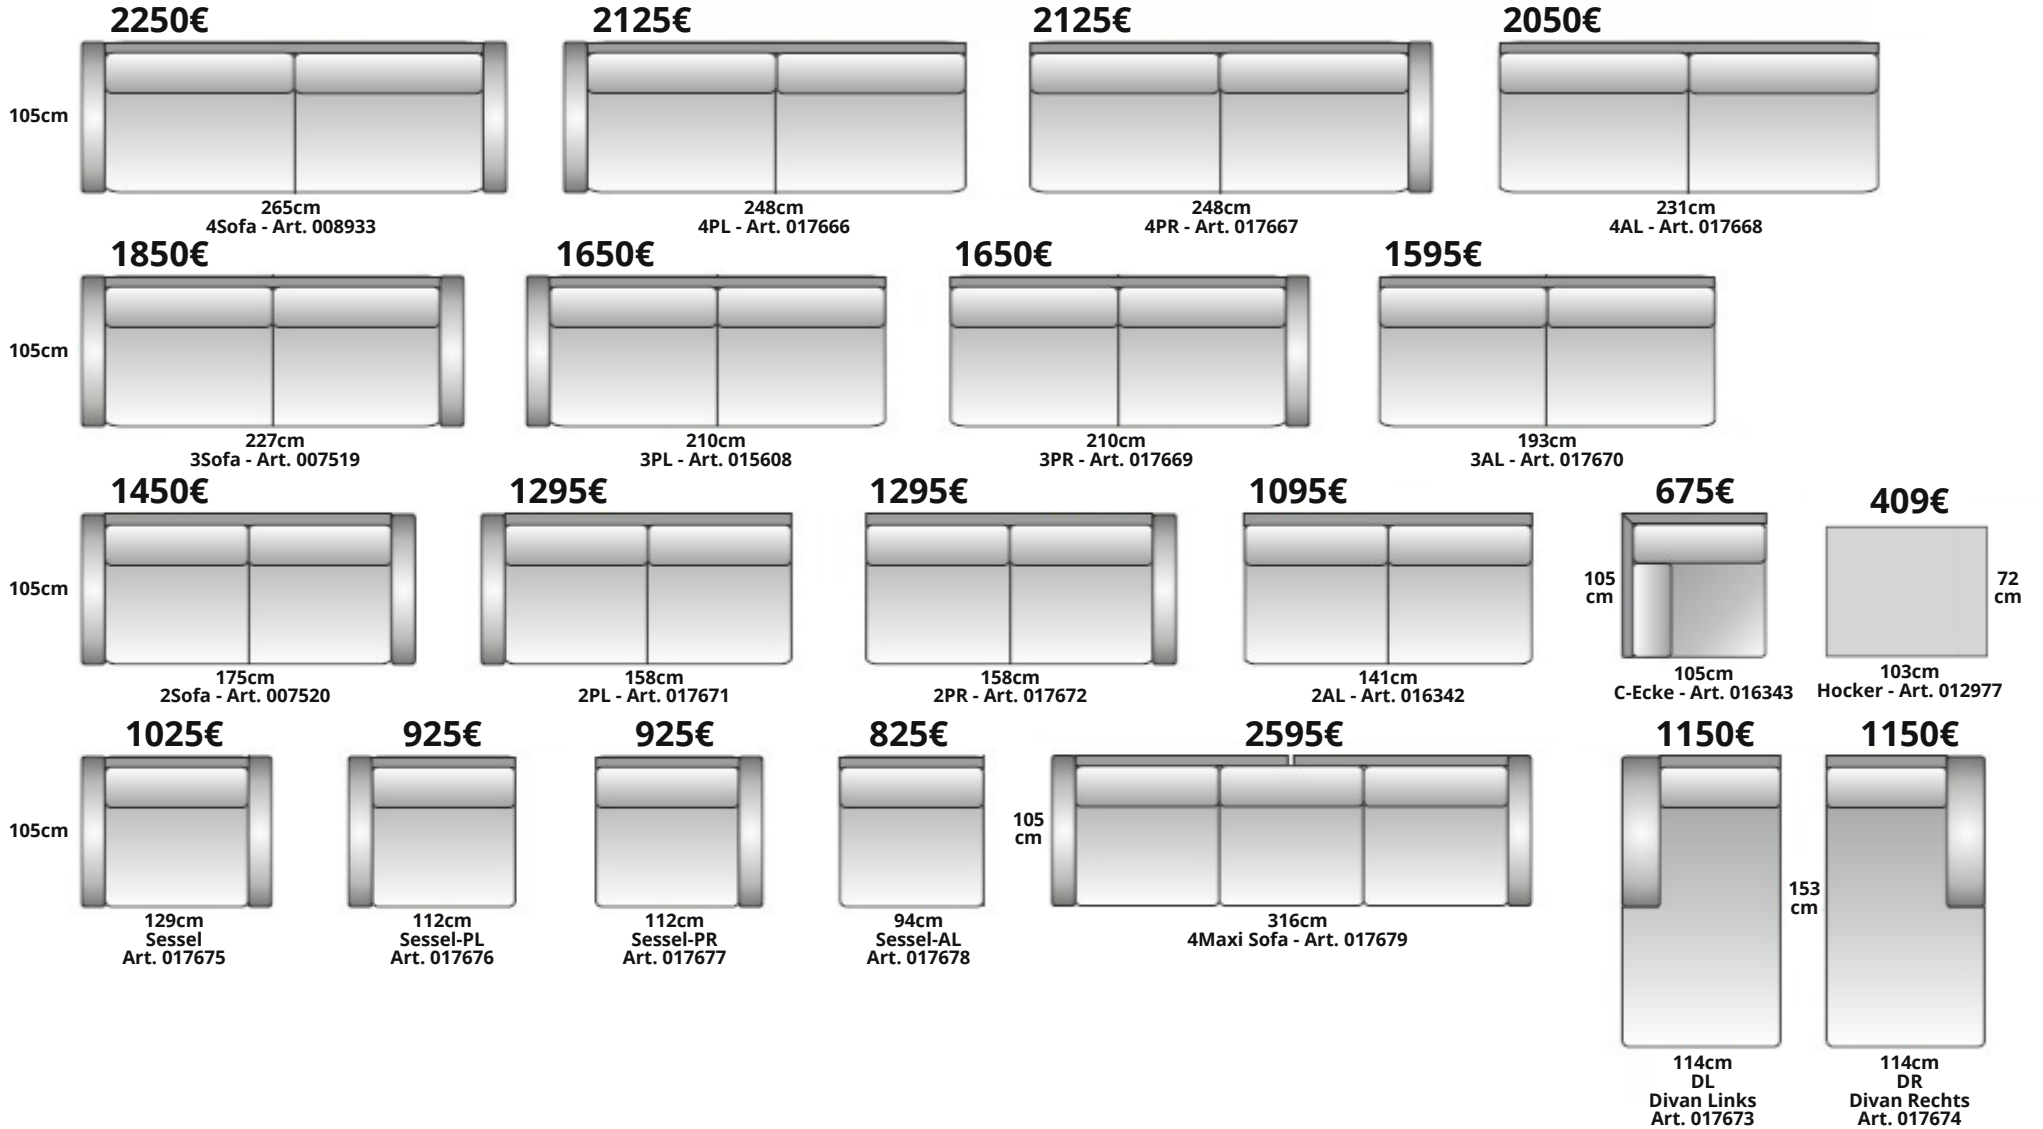 2250€
2125€
2125€
2050€
105cm
265cm
4Sofa - Art. 008933
248cm
4PL - Art. 017666
248cm
4PR - Art. 017667
231cm
4AL - Art. 017668
1850€
1650€
1650€
1595€
105cm
227cm
3Sofa - Art. 007519
210cm
3PL - Art. 015608
210cm
3PR - Art. 017669
193cm
3AL - Art. 017670
1450€
1295€
1295€
1095€
675€
409€
105cm
105
cm
72
cm
175cm
2Sofa - Art. 007520
158cm
2PL - Art. 017671
158cm
2PR - Art. 017672
141cm
2AL - Art. 016342
105cm
C-Ecke - Art. 016343
103cm
Hocker - Art. 012977
1025€
925€
925€
825€
2595€
1150€
1150€
105cm
105
cm
153
cm
129cm
Sessel
Art. 017675
112cm
Sessel-PL
Art. 017676
112cm
Sessel-PR
Art. 017677
94cm
Sessel-AL
Art. 017678
316cm
4Maxi Sofa - Art. 017679
114cm
DL
Divan Links
Art. 017673
114cm
DR
Divan Rechts
Art. 017674